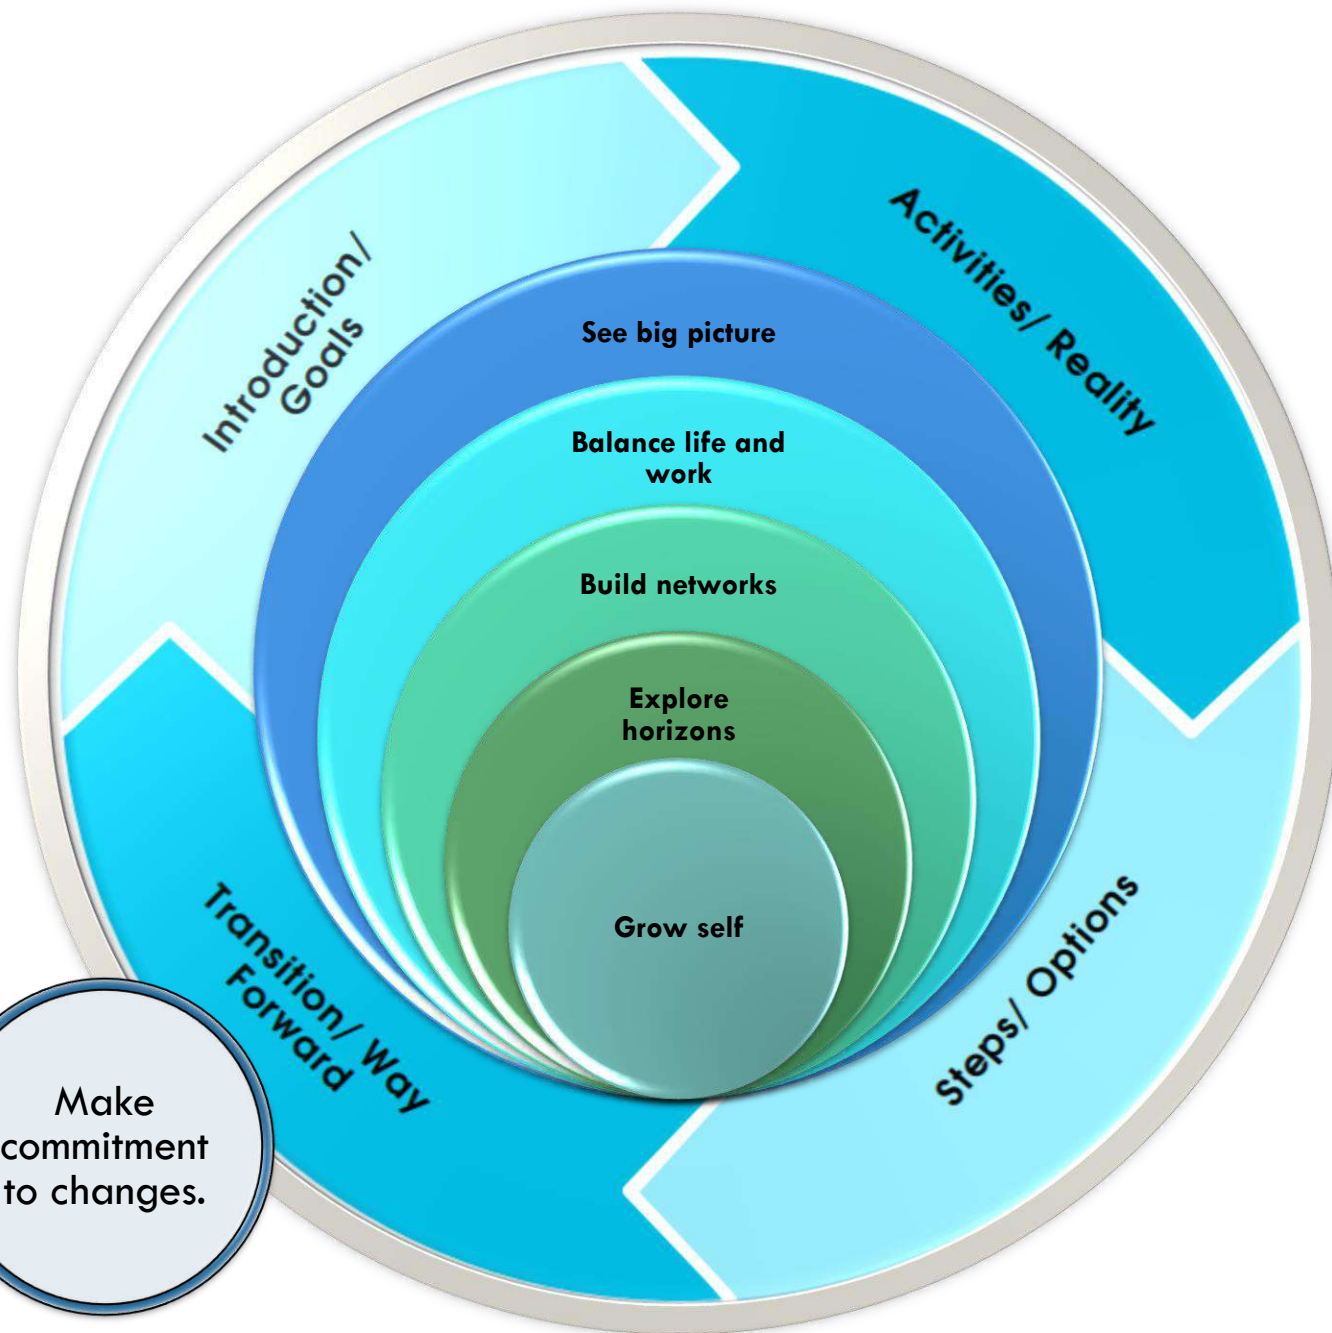 Introduction/
Goals
Activities/ Reality
See big picture
Balance life and
work
Build networks
Explore
horizons
Grow self
Steps/ Options
Transition/ Way
Forward
Make
commitment
to changes.